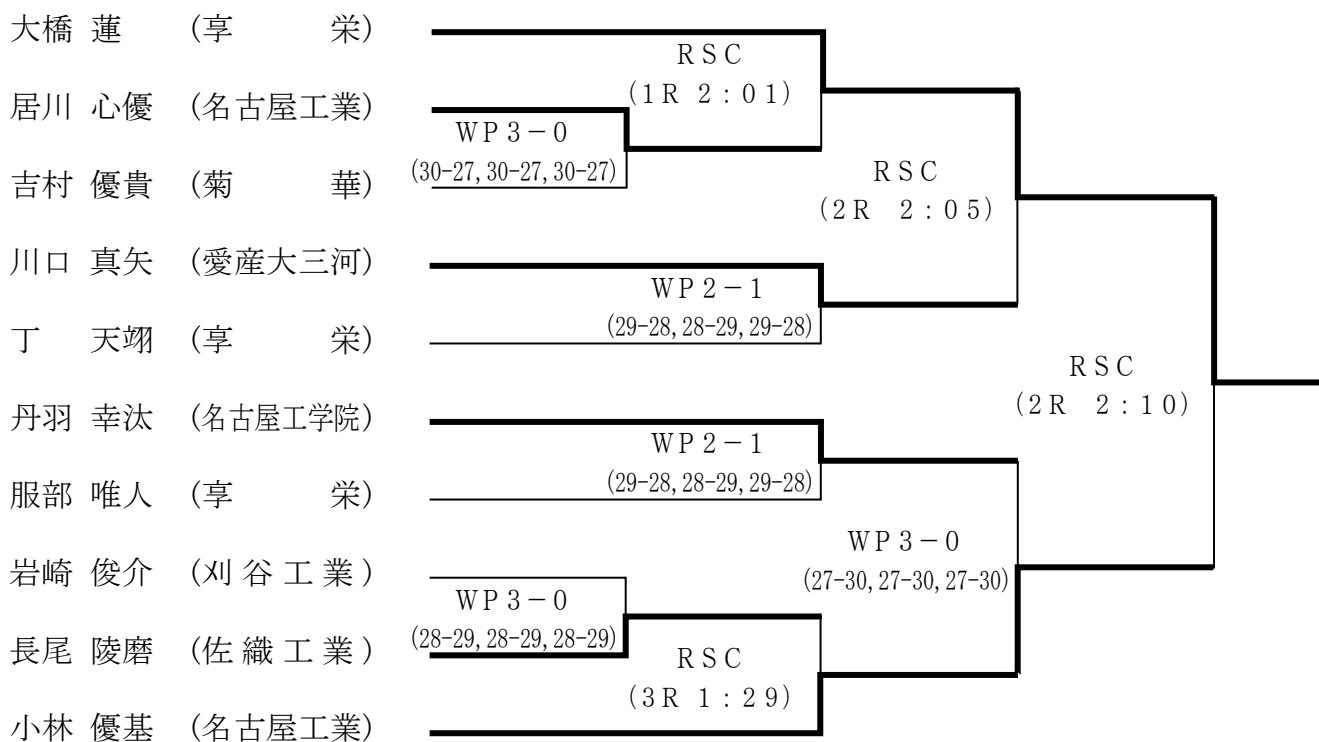 大橋 蓮 (享 栄)
RSC
(1R 2:01)
居川 心優 (名古屋工業)
WP3-0
(30-27, 30-27, 30-27)
吉村 優貴 (菊 華)
RSC
(2R 2:05)
川口 真矢 (愛産大三河)
WP2-1
(29-28, 28-29, 29-28)
丁 天翊 (享 栄)
RSC
(2R 2:10)
丹羽 幸汰 (名古屋工学院)
WP2-1
(29-28, 28-29, 29-28)
服部 唯人 (享 栄)
WP3-0
(27-30, 27-30, 27-30)
岩崎 俊介 (刈谷工業)
WP3-0
(28-29, 28-29, 28-29)
長尾 陵磨 (佐織工業)
RSC
(3R 1:29)
小林 優基 (名古屋工業)